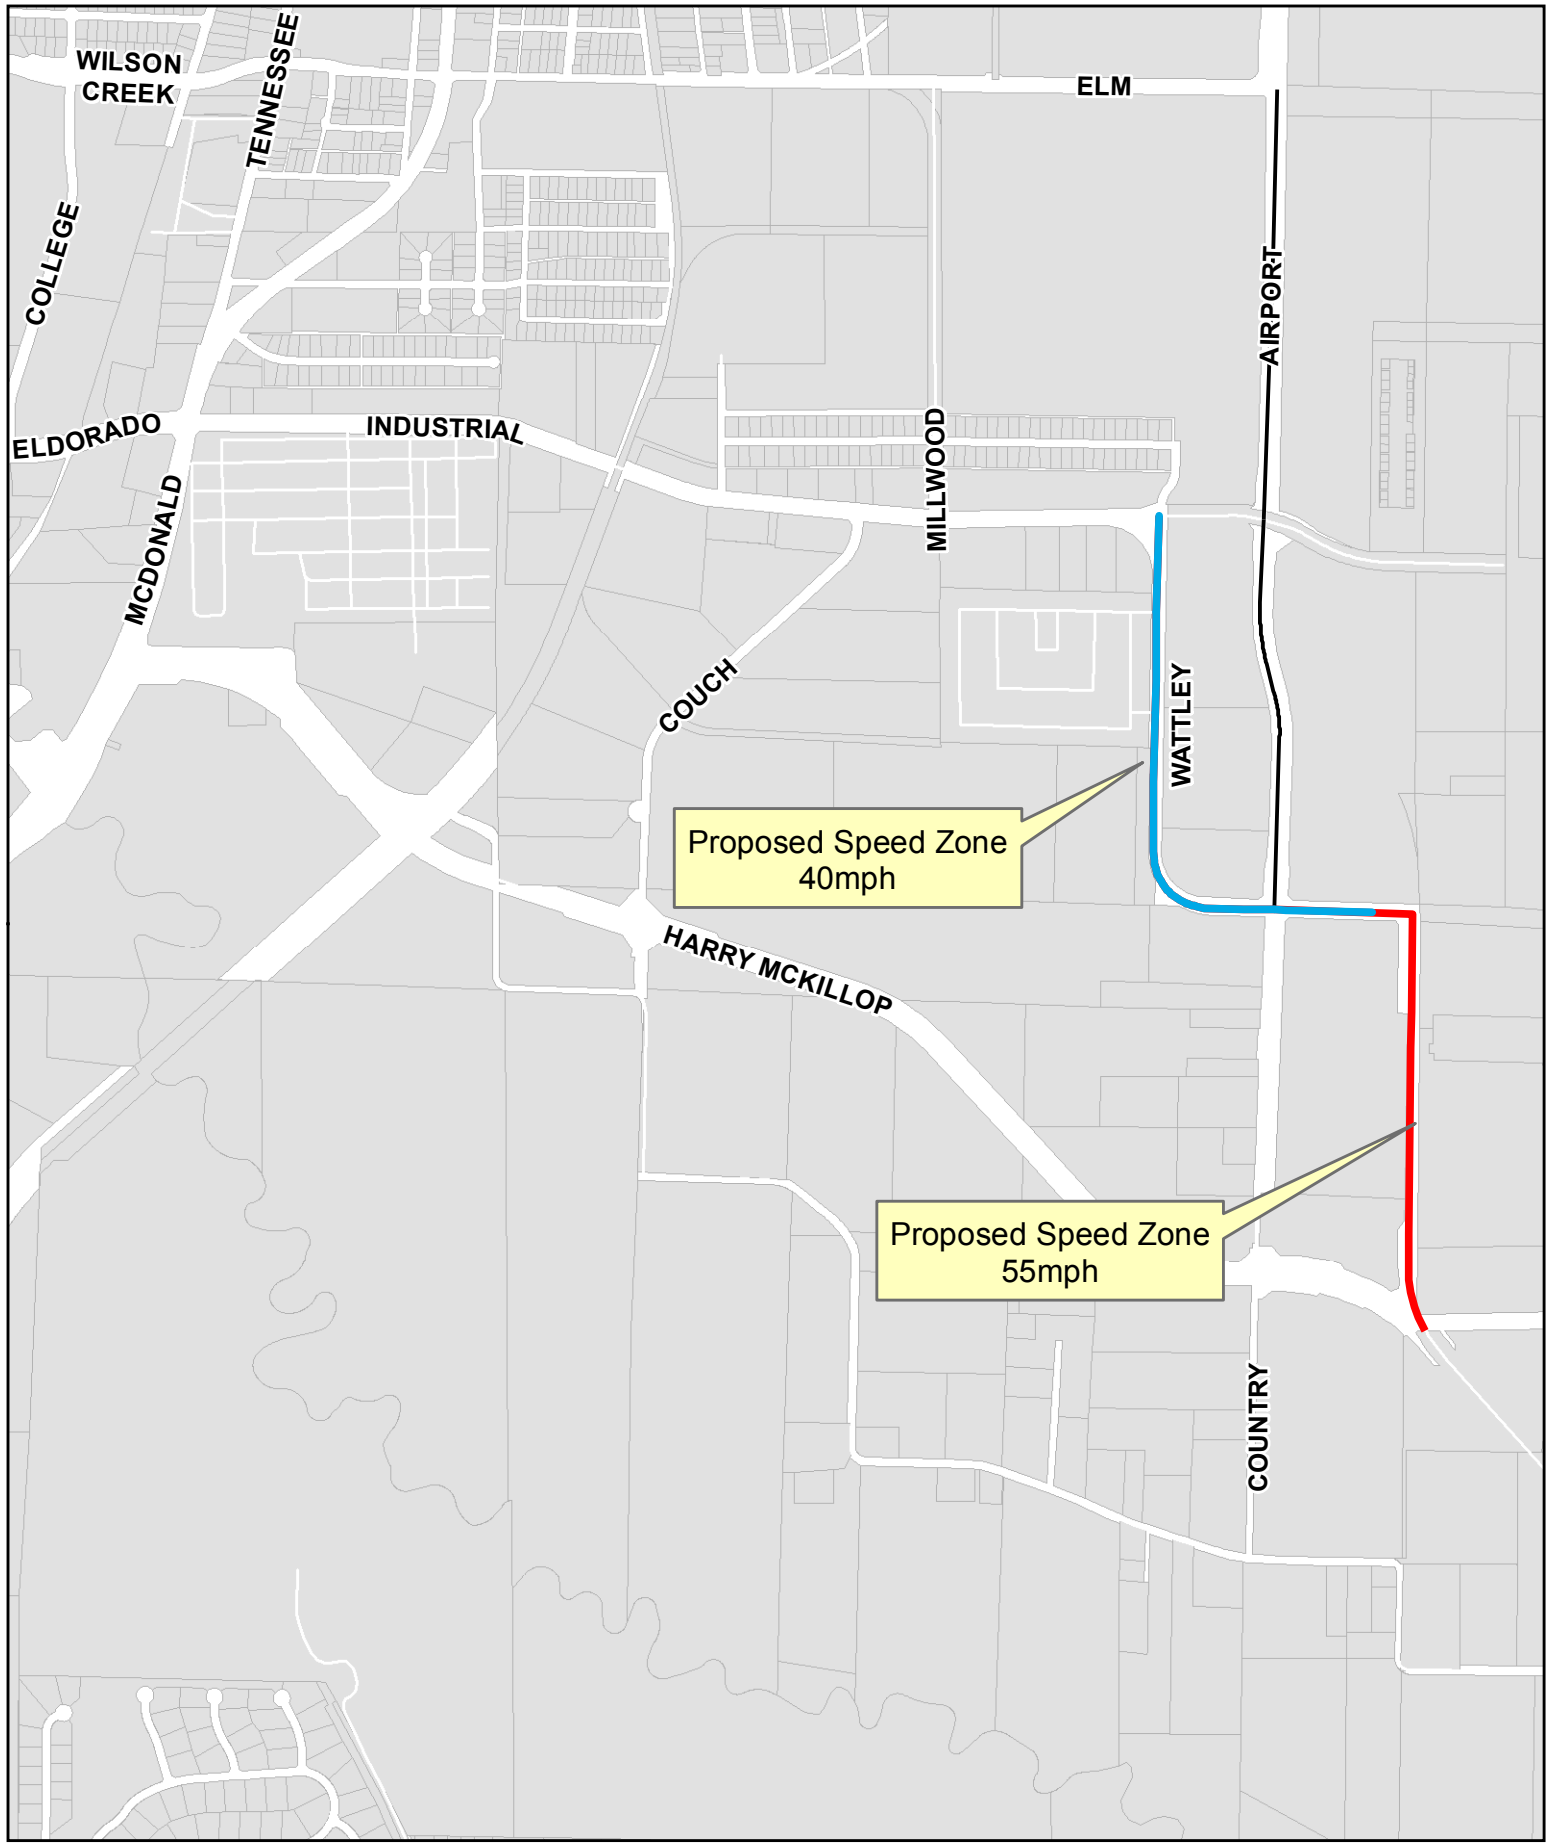 WILSON
CREEK
TENNESSEE
ELM
COLLEGE
AIRPORT
ELDORADO
INDUSTRIAL
MILLWOOD
MCDONALD
COUCH
WATTLEY
Proposed Speed Zone
40mph
HARRY MCKILLOP
Proposed Speed Zone
55mph
COUNTRY